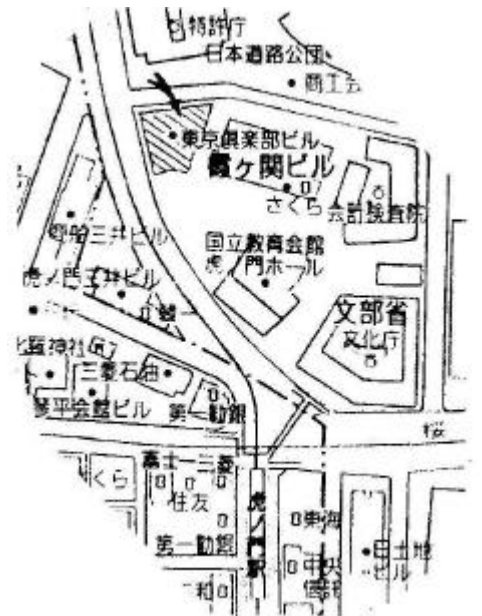 特許庁
日本道路公団
商工会
東京倶楽部ビル
霞ヶ関ビル
さくら
会計検査院
国立教育会館
虎ノ門ホール
商船三井ビル
虎ノ門三井ビル
文部省
文化庁
三菱石油
琴平会館ビル
第一勧銀
桜
富士
三菱
くら
住友
虎ノ門駅
東海
第一勧銀
日土地
ビル
中央
信託
和